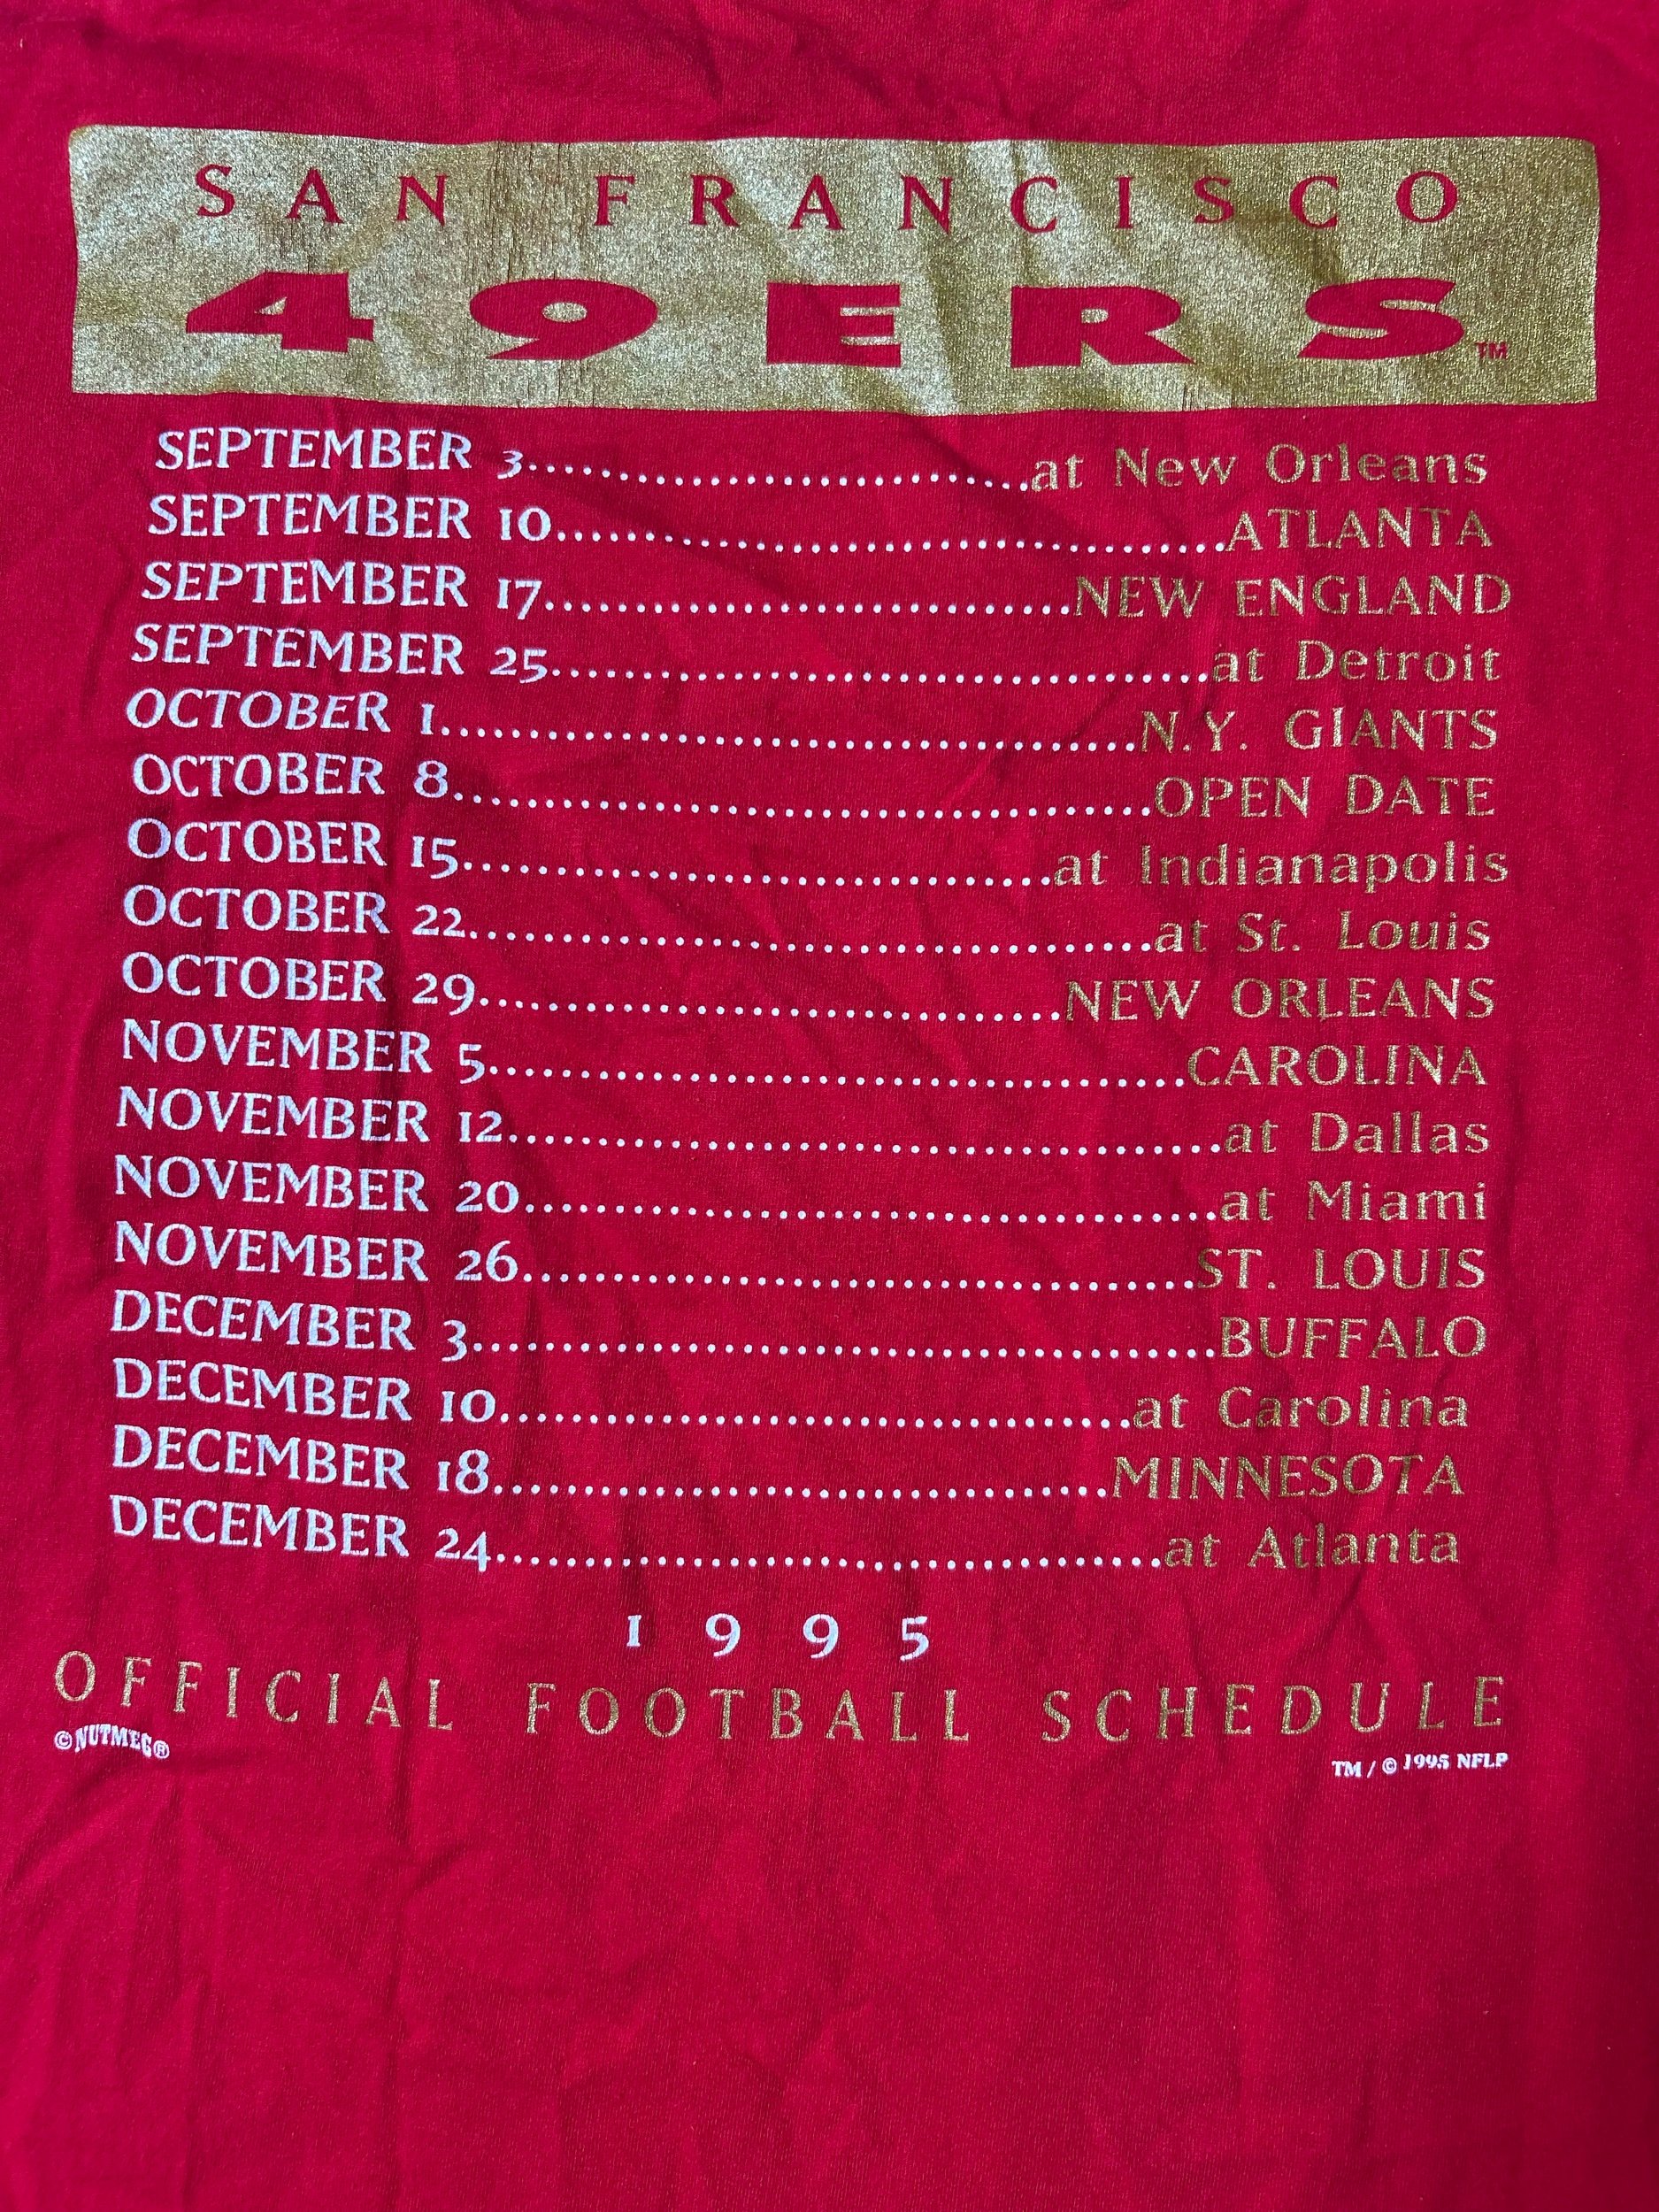 SAN FRANCISCO
49ERS™
SEPTEMBER 3..............................at New Orleans
SEPTEMBER 10......................................ATLANTA
SEPTEMBER 17..............................NEW ENGLAND
SEPTEMBER 25......................................at Detroit
OCTOBER 1........................................N.Y. GIANTS
OCTOBER 8........................................OPEN DATE
OCTOBER 15..................................at Indianapolis
OCTOBER 22.......................................at St. Louis
OCTOBER 29.................................NEW ORLEANS
NOVEMBER 5........................................CAROLINA
NOVEMBER 12.........................................at Dallas
NOVEMBER 20........................................at Miami
NOVEMBER 26......................................ST. LOUIS
DECEMBER 3..........................................BUFFALO
DECEMBER 10....................................at Carolina
DECEMBER 18...................................MINNESOTA
DECEMBER 24......................................at Atlanta
1995
OFFICIAL FOOTBALL SCHEDULE
©NUTMEG®
TM / © 1995 NFLP